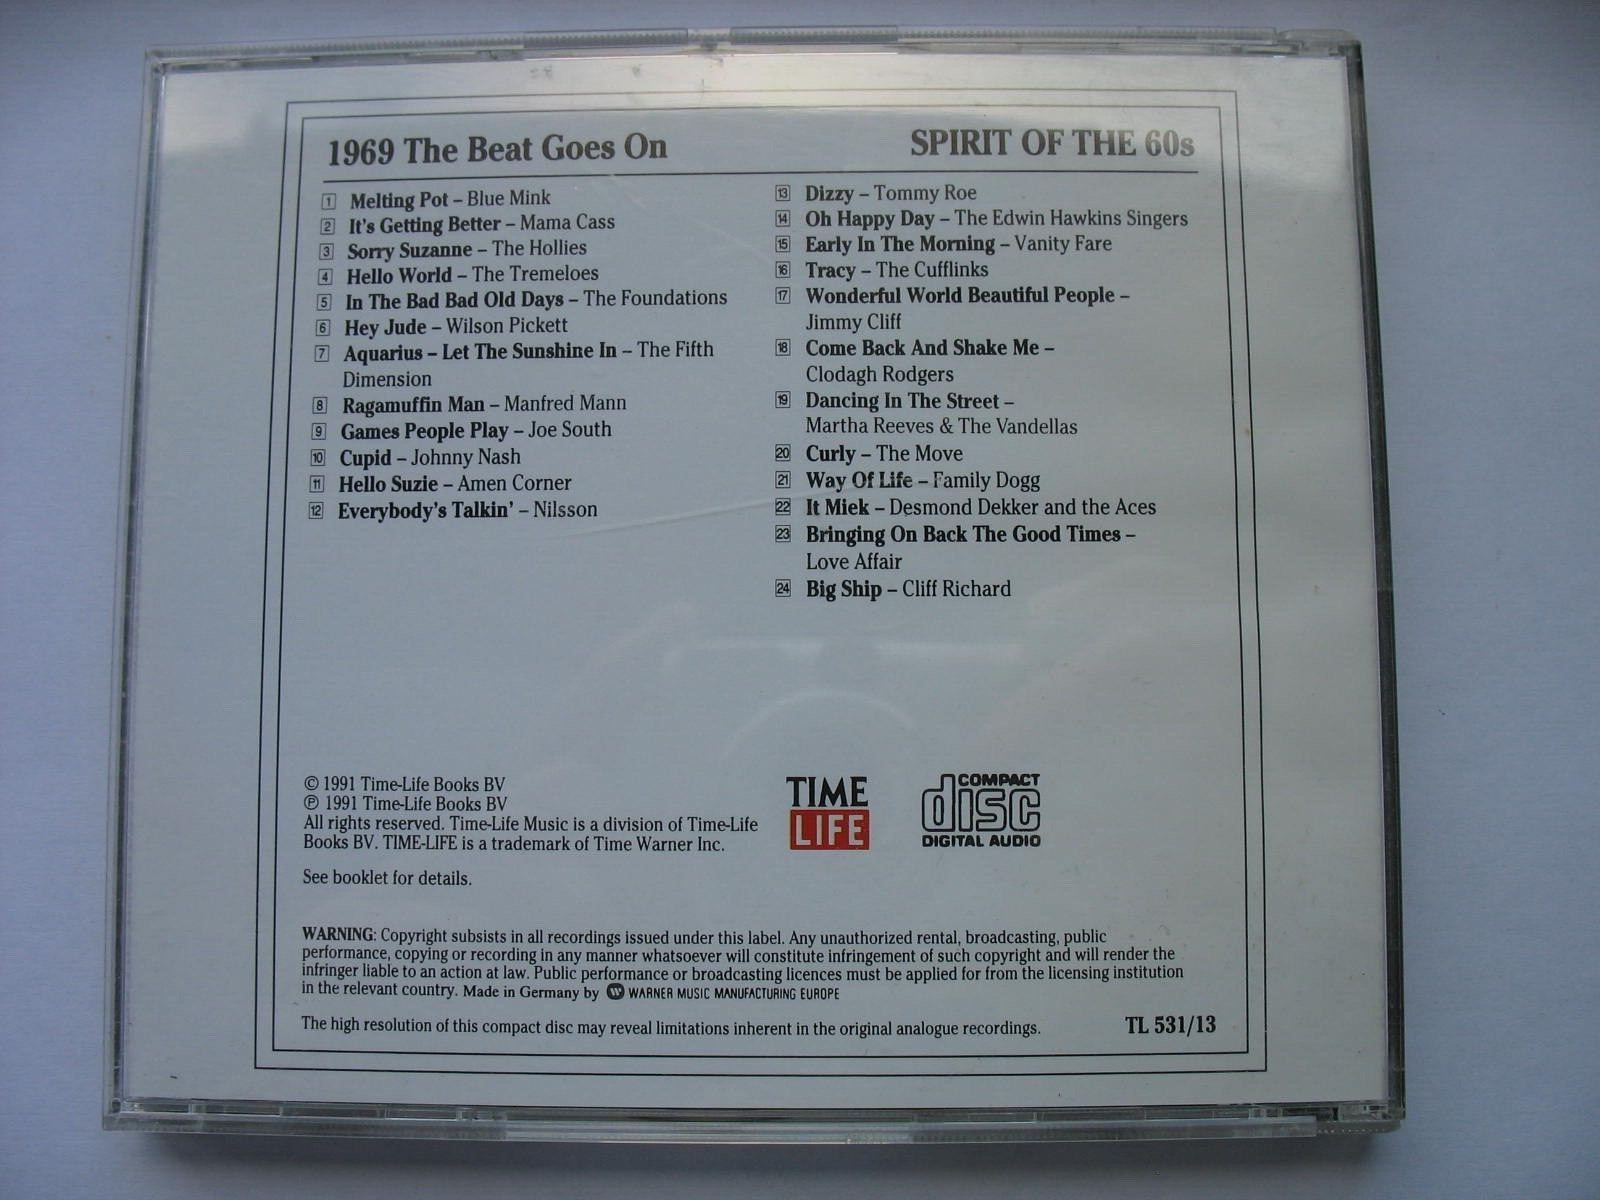 1969 The Beat Goes On
SPIRIT OF THE 60s
1 Melting Pot – Blue Mink
2 It's Getting Better – Mama Cass
3 Sorry Suzanne – The Hollies
4 Hello World – The Tremeloes
5 In The Bad Bad Old Days – The Foundations
6 Hey Jude – Wilson Pickett
7 Aquarius – Let The Sunshine In – The Fifth
Dimension
8 Ragamuffin Man – Manfred Mann
9 Games People Play – Joe South
10 Cupid – Johnny Nash
11 Hello Suzie – Amen Corner
12 Everybody's Talkin' – Nilsson
13 Dizzy – Tommy Roe
14 Oh Happy Day – The Edwin Hawkins Singers
15 Early In The Morning – Vanity Fare
16 Tracy – The Cufflinks
17 Wonderful World Beautiful People –
Jimmy Cliff
18 Come Back And Shake Me –
Clodagh Rodgers
19 Dancing In The Street –
Martha Reeves & The Vandellas
20 Curly – The Move
21 Way Of Life – Family Dogg
22 It Miek – Desmond Dekker and the Aces
23 Bringing On Back The Good Times –
Love Affair
24 Big Ship – Cliff Richard
© 1991 Time-Life Books BV
℗ 1991 Time-Life Books BV
All rights reserved. Time-Life Music is a division of Time-Life
Books BV. TIME-LIFE is a trademark of Time Warner Inc.
See booklet for details.
TIME
LIFE
COMPACT
disc
DIGITAL AUDIO
WARNING: Copyright subsists in all recordings issued under this label. Any unauthorized rental, broadcasting, public
performance, copying or recording in any manner whatsoever will constitute infringement of such copyright and will render the
infringer liable to an action at law. Public performance or broadcasting licences must be applied for from the licensing institution
in the relevant country. Made in Germany by WARNER MUSIC MANUFACTURING EUROPE
The high resolution of this compact disc may reveal limitations inherent in the original analogue recordings.
TL 531/13